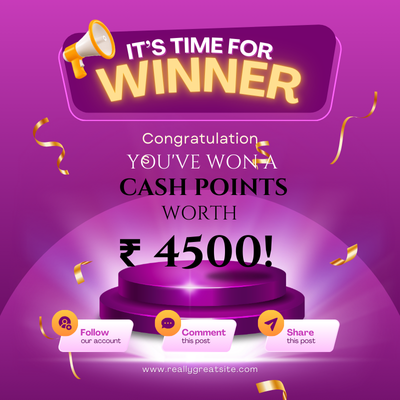 IT'S TIME FOR
WINNER
Congratulations
YOU'VE WON A
CASH POINTS
WORTH
₹ 4500!
Follow
our account
Comment
this post
Share
this post
www.reallygreatsite.com